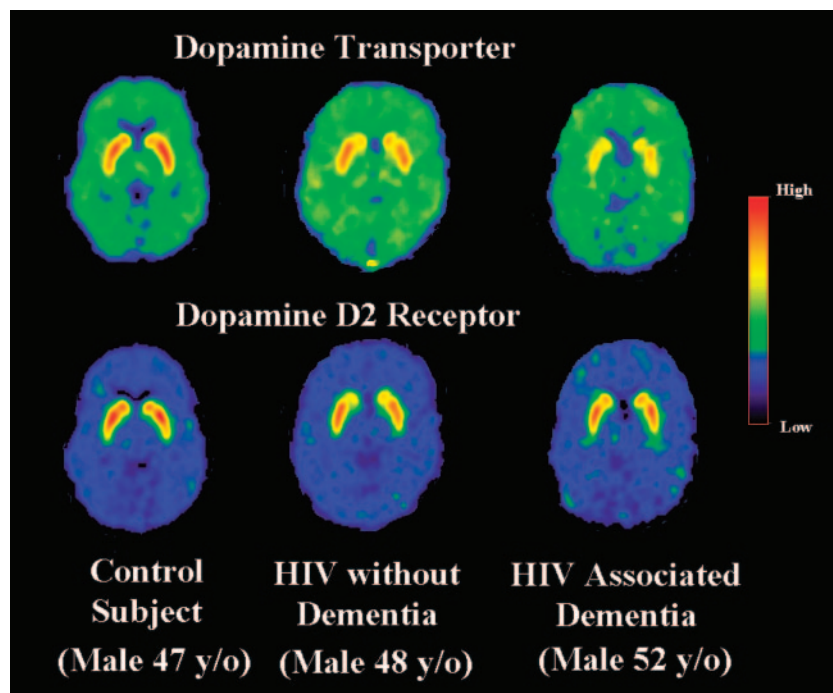 Dopamine Transporter
High
Dopamine D2 Receptor
Low
Control
Subject
(Male 47 y/o)
HIV without
Dementia
(Male 48 y/o)
HIV Associated
Dementia
(Male 52 y/o)